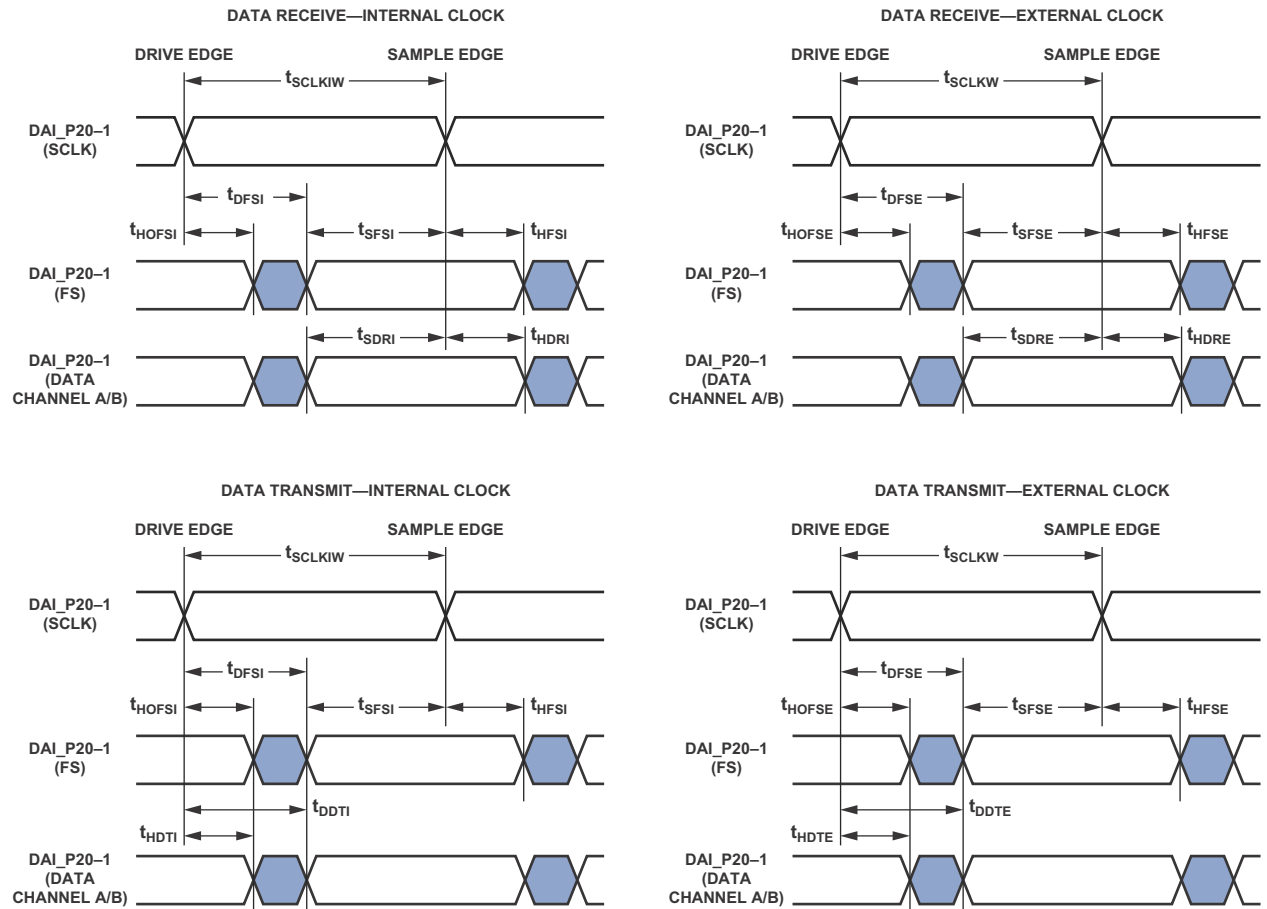 DATA RECEIVE—INTERNAL CLOCK
DRIVE EDGE
SAMPLE EDGE
tSCLKIW
DAI_P20–1
(SCLK)
tDFSI
tHOFSI
tSFSI
tHFSI
DAI_P20–1
(FS)
tSDRI
tHDRI
DAI_P20–1
(DATA
CHANNEL A/B)
DATA RECEIVE—EXTERNAL CLOCK
DRIVE EDGE
SAMPLE EDGE
tSCLKW
DAI_P20–1
(SCLK)
tDFSE
tHOFSE
tSFSE
tHFSE
DAI_P20–1
(FS)
tSDRE
tHDRE
DAI_P20–1
(DATA
CHANNEL A/B)
DATA TRANSMIT—INTERNAL CLOCK
DRIVE EDGE
SAMPLE EDGE
tSCLKIW
DAI_P20–1
(SCLK)
tDFSI
tHOFSI
tSFSI
tHFSI
DAI_P20–1
(FS)
tDDTI
tHDTI
DAI_P20–1
(DATA
CHANNEL A/B)
DATA TRANSMIT—EXTERNAL CLOCK
DRIVE EDGE
SAMPLE EDGE
tSCLKW
DAI_P20–1
(SCLK)
tDFSE
tHOFSE
tSFSE
tHFSE
DAI_P20–1
(FS)
tDDTE
tHDTE
DAI_P20–1
(DATA
CHANNEL A/B)